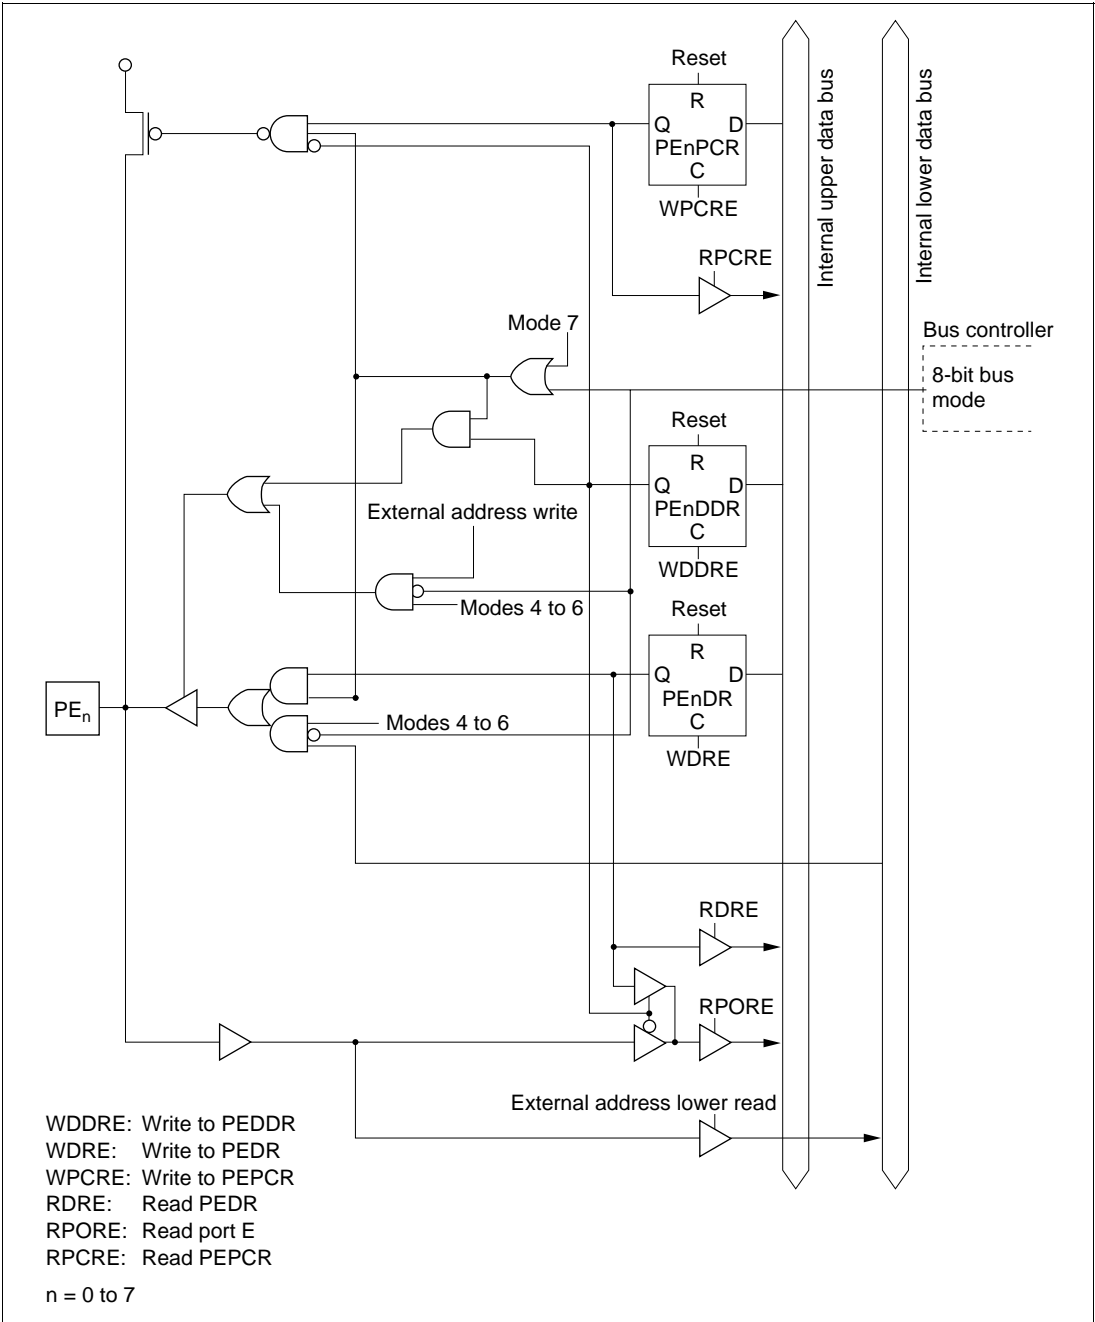 Reset
R
Q D
PEnPCR
C
WPCRE
Internal upper data bus
Internal lower data bus
RPCRE
Mode 7
Bus controller
8-bit bus
mode
Reset
R
Q D
PEnDDR
C
WDDRE
External address write
Modes 4 to 6
Reset
R
Q D
PEnDR
C
WDRE
PEn
Modes 4 to 6
RDRE
RPORE
External address lower read
WDDRE: Write to PEDDR
WDRE: Write to PEDR
WPCRE: Write to PEPCR
RDRE: Read PEDR
RPORE: Read port E
RPCRE: Read PEPCR
n = 0 to 7